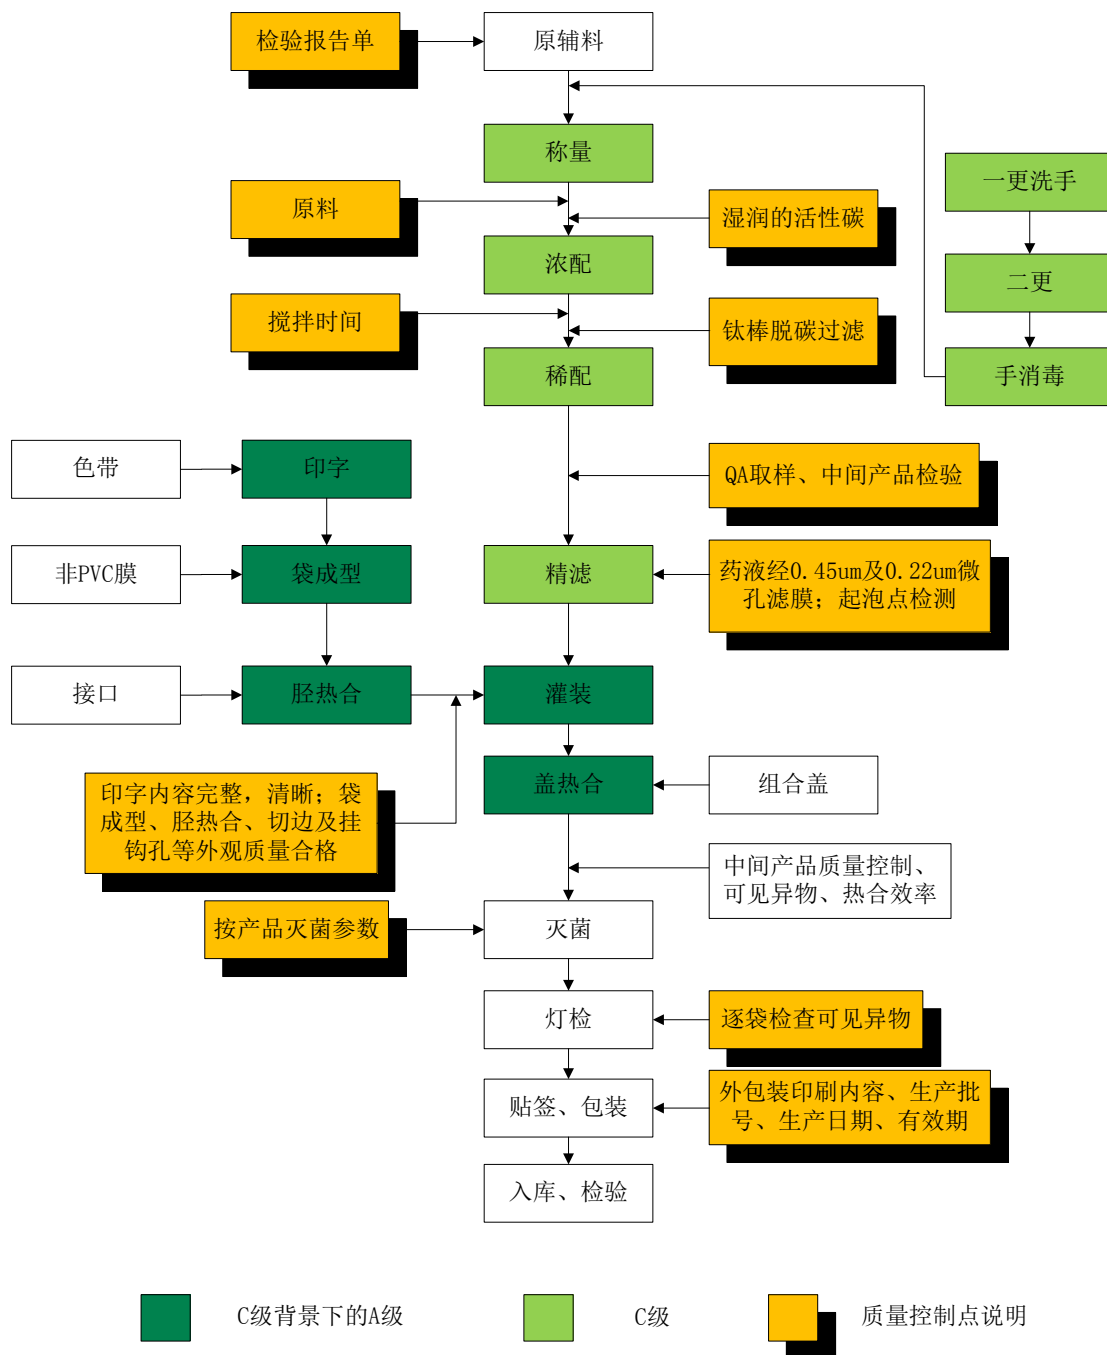 检验报告单
原辅料
称量
一更洗手
原料
湿润的活性碳
浓配
二更
搅拌时间
钛棒脱碳过滤
稀配
手消毒
色带
印字
QA取样、中间产品检验
非PVC膜
袋成型
精滤
药液经0.45um及0.22um微
孔滤膜；起泡点检测
接口
胫热合
灌装
盖热合
组合盖
印字内容完整，清晰；袋
成型、胫热合、切边及挂
钩孔等外观质量合格
中间产品质量控制、
可见异物、热合效率
按产品灭菌参数
灭菌
灯检
逐袋检查可见异物
贴签、包装
外包装印刷内容、生产批
号、生产日期、有效期
入库、检验
C级背景下的A级
C级
质量控制点说明